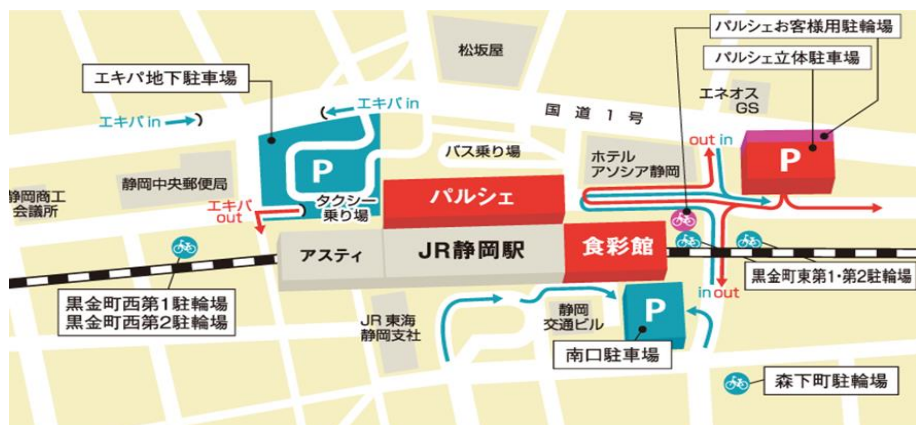 パルシェお客様用駐輪場
松坂屋
パルシェ立体駐車場
エキパ地下駐車場
エネオス
GS
エキパ in
エキパ in
国道1号
out in
P
P
バス乗り場
ホテル
アソシア静岡
静岡中央郵便局
静岡商工
会議所
パルシェ
タクシー
乗り場
エキパ
out
アスティ
JR静岡駅
食彩館
黒金町東第1・第2駐輪場
in out
黒金町西第1駐輪場
黒金町西第2駐輪場
JR東海
静岡支社
静岡
交通ビル
P
南口駐車場
森下町駐輪場